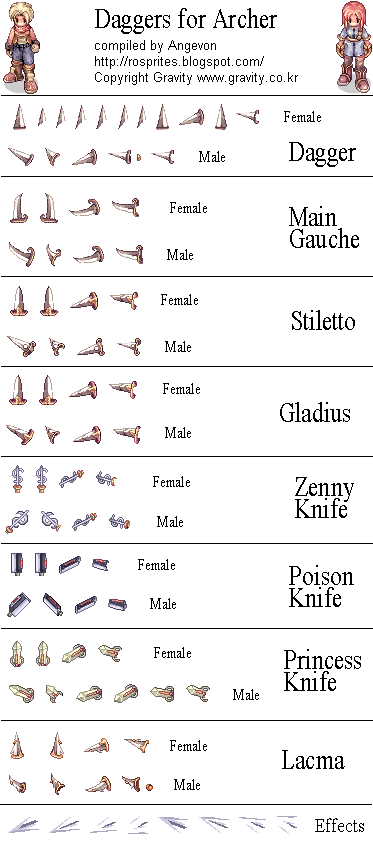 Daggers for Archer
compiled by Angevon
http://rosprites.blogspot.com/
Copyright Gravity www.gravity.co.kr
Female
Male
Dagger
Female
Male
Main
Gauche
Female
Male
Stiletto
Female
Male
Gladius
Female
Male
Zenny
Knife
Female
Male
Poison
Knife
Female
Male
Princess
Knife
Female
Male
Lacma
Effects